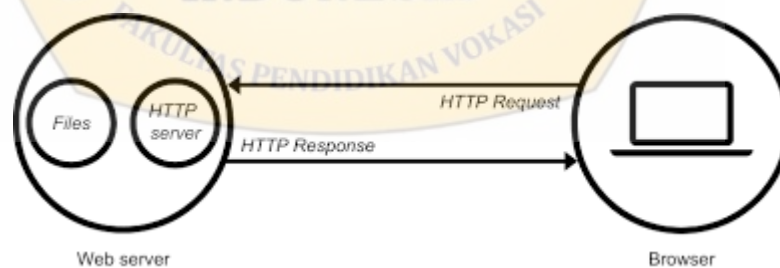 FAKULTAS PENDIDIKAN VOKASI
HTTP Request
Files
HTTP
server
HTTP Response
Web server
Browser